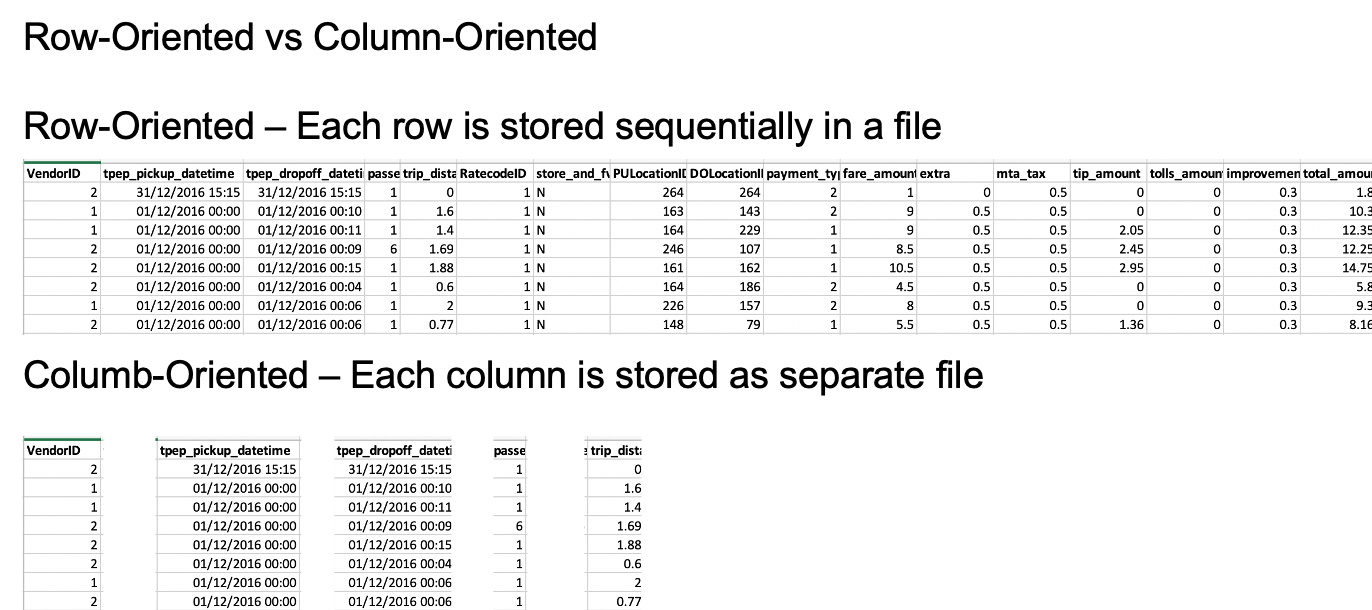 Row-Oriented vs Column-Oriented
Row-Oriented – Each row is stored sequentially in a file
VendorID tpep_pickup_datetime tpep_dropoff_dateti passe trip_dista RatecodeID store_and_fv PULocationID DOLocationII payment_ty fare_amount extra mta_tax tip_amount tolls_amoun improvemen total_amou
2 31/12/2016 15:15 31/12/2016 15:15 1 0 1 N 264 264 2 1 0 0.5 0 0 0.3 1.8
1 01/12/2016 00:00 01/12/2016 00:10 1 1.6 1 N 163 143 2 9 0.5 0.5 0 0 0.3 10.3
1 01/12/2016 00:00 01/12/2016 00:11 1 1.4 1 N 164 229 1 9 0.5 0.5 2.05 0 0.3 12.35
2 01/12/2016 00:00 01/12/2016 00:09 6 1.69 1 N 246 107 1 8.5 0.5 0.5 2.45 0 0.3 12.25
2 01/12/2016 00:00 01/12/2016 00:15 1 1.88 1 N 161 162 1 10.5 0.5 0.5 2.95 0 0.3 14.75
2 01/12/2016 00:00 01/12/2016 00:04 1 0.6 1 N 164 186 2 4.5 0.5 0.5 0 0 0.3 5.8
1 01/12/2016 00:00 01/12/2016 00:06 1 2 1 N 226 157 2 8 0.5 0.5 0 0 0.3 9.3
2 01/12/2016 00:00 01/12/2016 00:06 1 0.77 1 N 148 79 1 5.5 0.5 0.5 1.36 0 0.3 8.16
Columb-Oriented – Each column is stored as separate file
VendorID tpep_pickup_datetime tpep_dropoff_dateti passe trip_dista
2 31/12/2016 15:15 31/12/2016 15:15 1 0
1 01/12/2016 00:00 01/12/2016 00:10 1 1.6
1 01/12/2016 00:00 01/12/2016 00:11 1 1.4
2 01/12/2016 00:00 01/12/2016 00:09 6 1.69
2 01/12/2016 00:00 01/12/2016 00:15 1 1.88
2 01/12/2016 00:00 01/12/2016 00:04 1 0.6
1 01/12/2016 00:00 01/12/2016 00:06 1 2
2 01/12/2016 00:00 01/12/2016 00:06 1 0.77